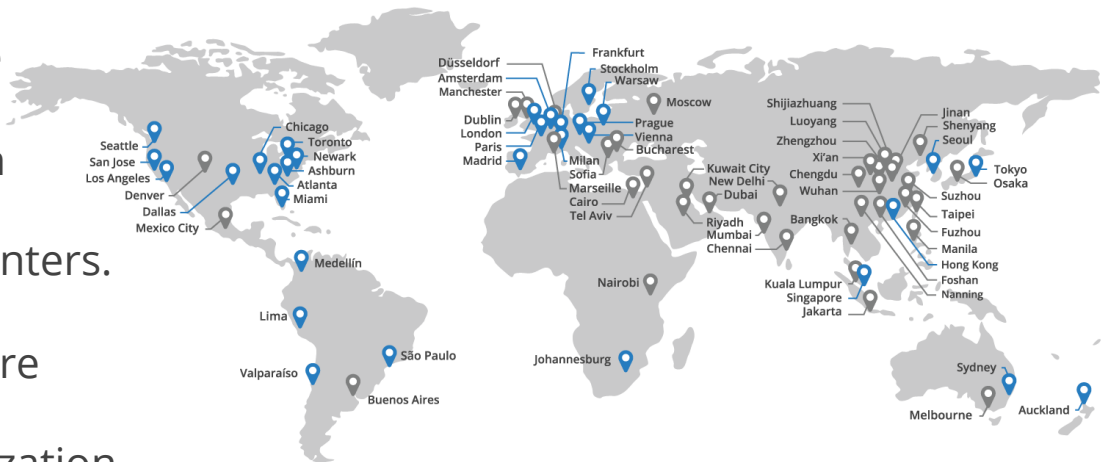 Seattle
San Jose
Los Angeles
Denver
Dallas
Mexico City
Chicago
Toronto
Newark
Ashburn
Atlanta
Miami
nters.
re
zation
Medellín
Lima
São Paulo
Valparaíso
Buenos Aires
Düsseldorf
Amsterdam
Manchester
Dublin
London
Paris
Madrid
Frankfurt
Stockholm
Warsaw
Moscow
Prague
Vienna
Bucharest
Milan
Sofia
Marseille
Cairo
Tel Aviv
Kuwait City
New Delhi
Dubai
Riyadh
Mumbai
Chennai
Nairobi
Johannesburg
Shijiazhuang
Luoyang
Zhengzhou
Xi'an
Chengdu
Wuhan
Bangkok
Kuala Lumpur
Singapore
Jakarta
Jinan
Shenyang
Seoul
Tokyo
Osaka
Suzhou
Taipei
Fuzhou
Manila
Hong Kong
Foshan
Nanning
Sydney
Melbourne
Auckland